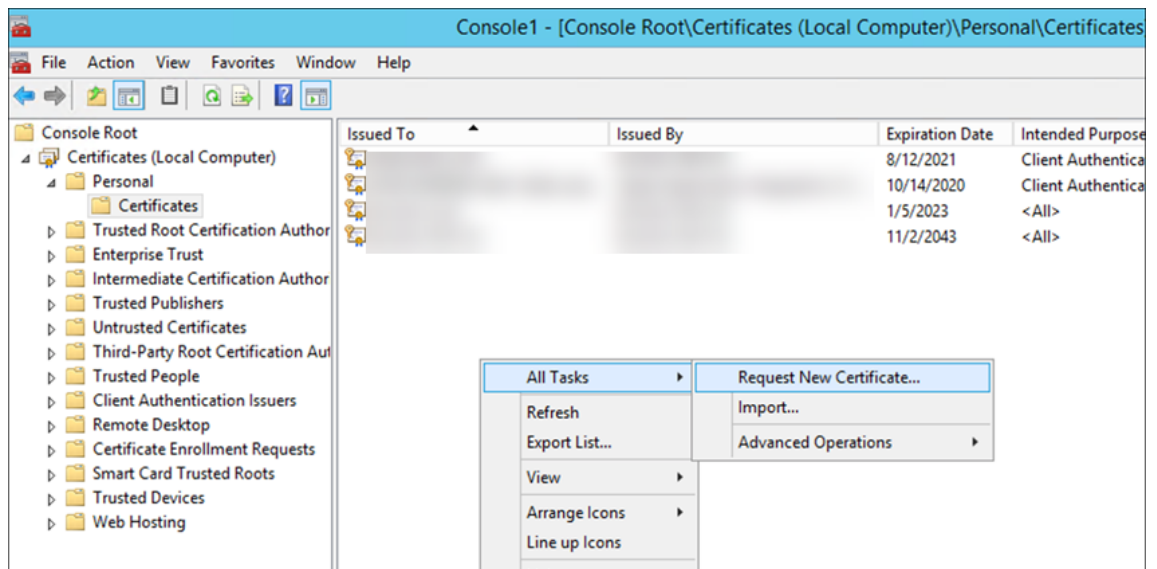 Console1 - [Console Root\Certificates (Local Computer)\Personal\Certificates
File Action View Favorites Window Help
Console Root
Certificates (Local Computer)
Personal
Certificates
Trusted Root Certification Author
Enterprise Trust
Intermediate Certification Author
Trusted Publishers
Untrusted Certificates
Third-Party Root Certification Aut
Trusted People
Client Authentication Issuers
Remote Desktop
Certificate Enrollment Requests
Smart Card Trusted Roots
Trusted Devices
Web Hosting
Issued To Issued By Expiration Date Intended Purpose
8/12/2021 Client Authentica
10/14/2020 Client Authentica
1/5/2023 <All>
11/2/2043 <All>
All Tasks
Refresh
Export List...
View
Arrange Icons
Line up Icons
Request New Certificate...
Import...
Advanced Operations